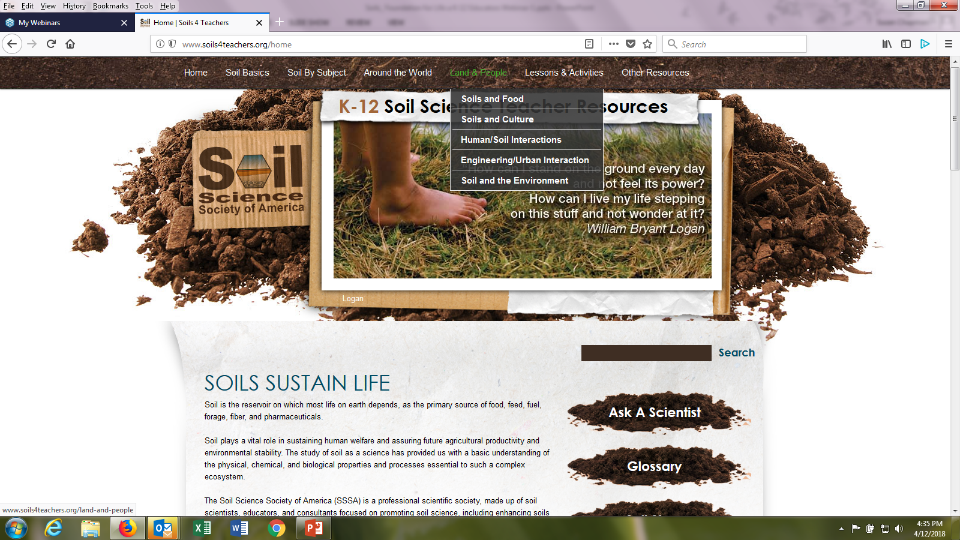 File Edit View History Bookmarks Tools Help
My Webinars
Soil Home | Soils 4 Teachers
www.soils4teachers.org/home
Search
Home Soil Basics Soil By Subject Around the World Land & People Lessons & Activities Other Resources
K-12 Soil Science Teacher Resources
Soils and Food
Soils and Culture
Human/Soil Interactions
Engineering/Urban Interaction
Soil and the Environment
Soil
Science
Society of America
ground every day
not feel its power?
How can I live my life stepping
on this stuff and not wonder at it?
William Bryant Logan
Logan
Search
SOILS SUSTAIN LIFE
Soil is the reservoir on which most life on earth depends, as the primary source of food, feed, fuel,
forage, fiber, and pharmaceuticals.
Soil plays a vital role in sustaining human welfare and assuring future agricultural productivity and
environmental stability. The study of soil as a science has provided us with a basic understanding of
the physical, chemical, and biological properties and processes essential to such a complex
ecosystem.
The Soil Science Society of America (SSSA) is a professional scientific society, made up of soil
scientists, educators, and consultants focused on promoting soil science, including enhancing soils
Ask A Scientist
Glossary
www.soils4teachers.org/land-and-people
4:35 PM
4/12/2018